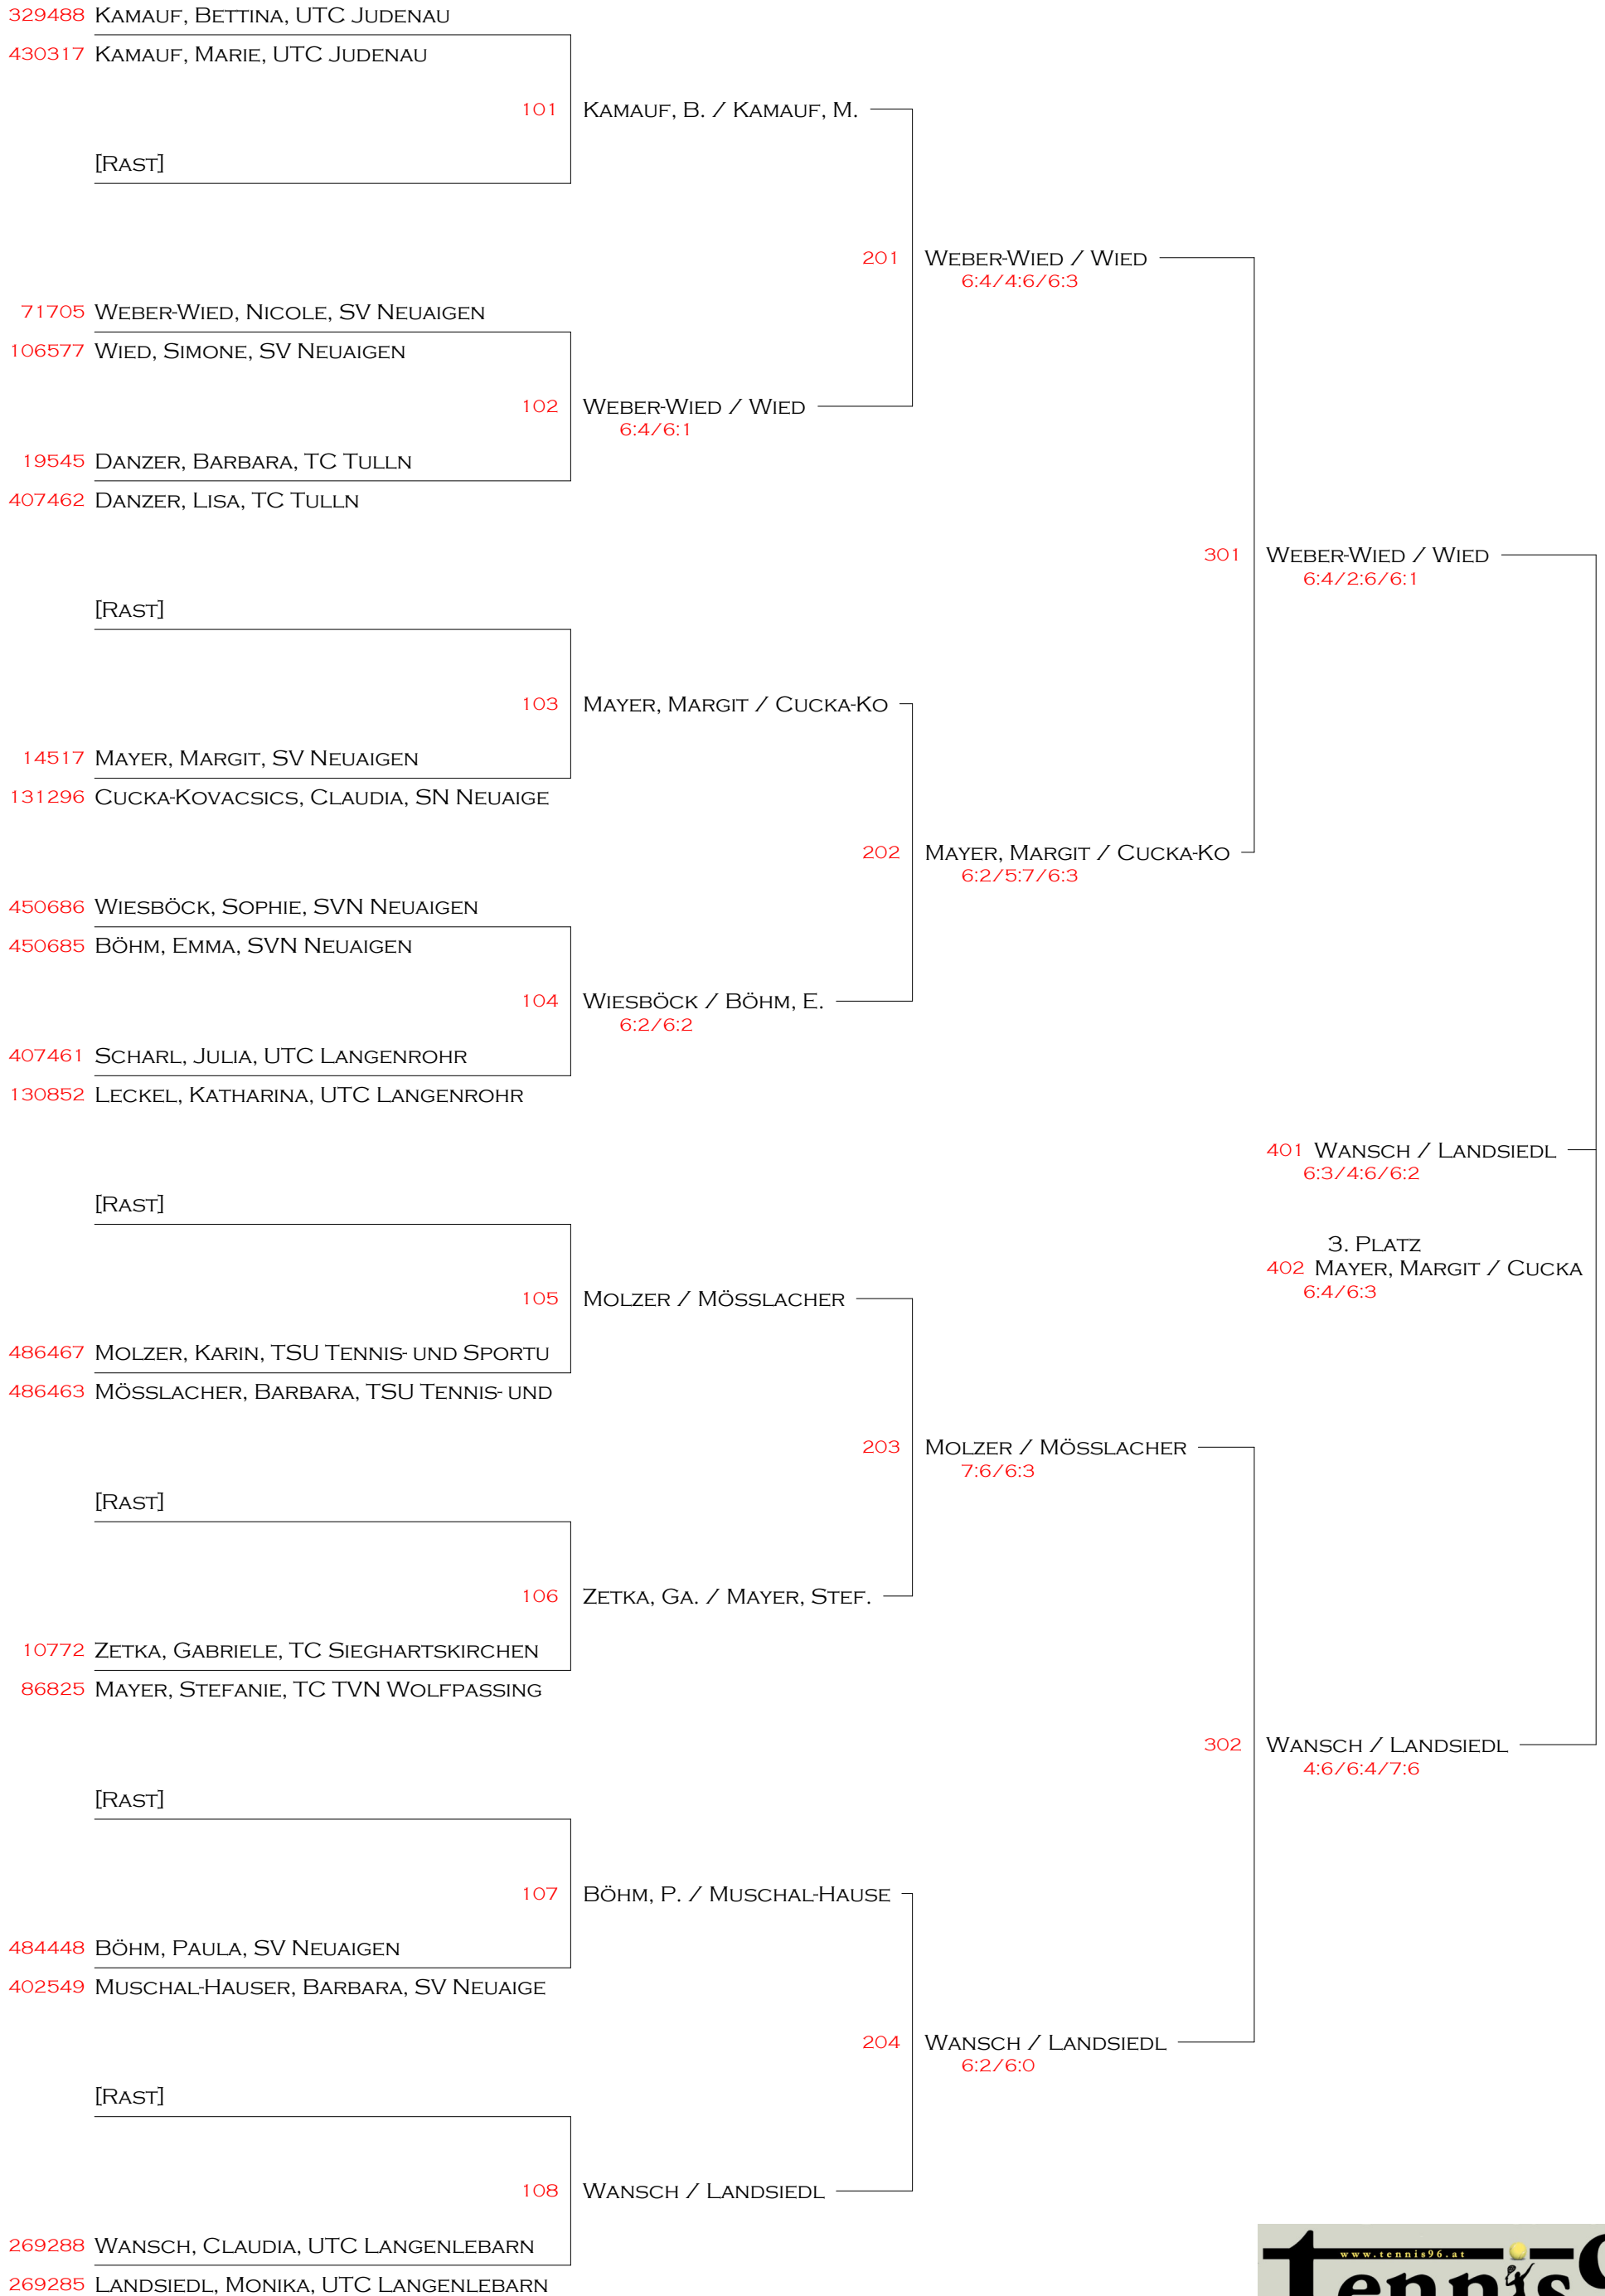 329488 Kamauf, Bettina, UTC Judenau
430317 Kamauf, Marie, UTC Judenau
101 Kamauf, B. / Kamauf, M.
[Rast]
201 Weber-Wied / Wied
6:4/4:6/6:3
71705 Weber-Wied, Nicole, SV Neuaigen
106577 Wied, Simone, SV Neuaigen
102 Weber-Wied / Wied
6:4/6:1
19545 Danzer, Barbara, TC Tulln
407462 Danzer, Lisa, TC Tulln
301 Weber-Wied / Wied
6:4/2:6/6:1
[Rast]
103 Mayer, Margit / Cucka-Ko
14517 Mayer, Margit, SV Neuaigen
131296 Cucka-Kovacsics, Claudia, SN Neuaige
202 Mayer, Margit / Cucka-Ko
6:2/5:7/6:3
450686 Wiesböck, Sophie, SVN Neuaigen
450685 Böhm, Emma, SVN Neuaigen
104 Wiesböck / Böhm, E.
6:2/6:2
407461 Scharl, Julia, UTC Langenrohr
130852 Leckel, Katharina, UTC Langenrohr
401 Wansch / Landsiedl
6:3/4:6/6:2
[Rast]
3. Platz
402 Mayer, Margit / Cucka
6:4/6:3
105 Molzer / Mösslacher
486467 Molzer, Karin, TSU Tennis- und Sportu
486463 Mösslacher, Barbara, TSU Tennis- und
203 Molzer / Mösslacher
7:6/6:3
[Rast]
106 Zetka, Ga. / Mayer, Stef.
10772 Zetka, Gabriele, TC Sieghartskirchen
86825 Mayer, Stefanie, TC TVN Wolfpassing
302 Wansch / Landsiedl
4:6/6:4/7:6
[Rast]
107 Böhm, P. / Muschal-Hause
484448 Böhm, Paula, SV Neuaigen
402549 Muschal-Hauser, Barbara, SV Neuaige
204 Wansch / Landsiedl
6:2/6:0
[Rast]
108 Wansch / Landsiedl
269288 Wansch, Claudia, UTC Langenlebarn
www.tennis96.at
269285 Landsiedl, Monika, UTC Langenlebarn